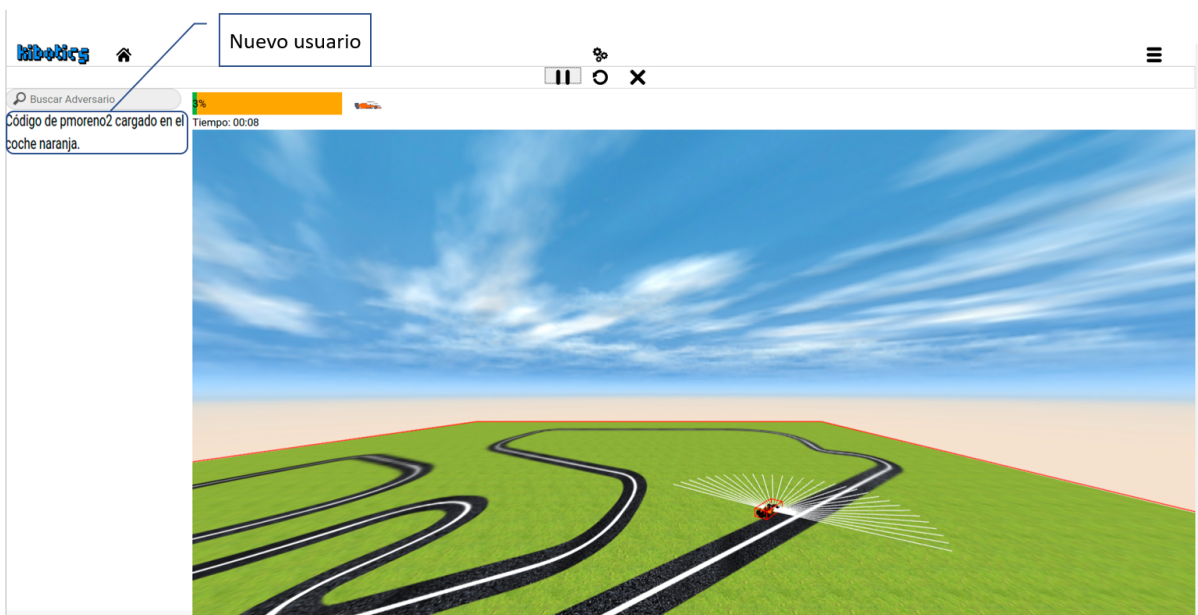 Nuevo usuario
kibotics
Buscar Adversario
3%
Código de pmoreno2 cargado en el
coche naranja.
Tiempo: 00:08